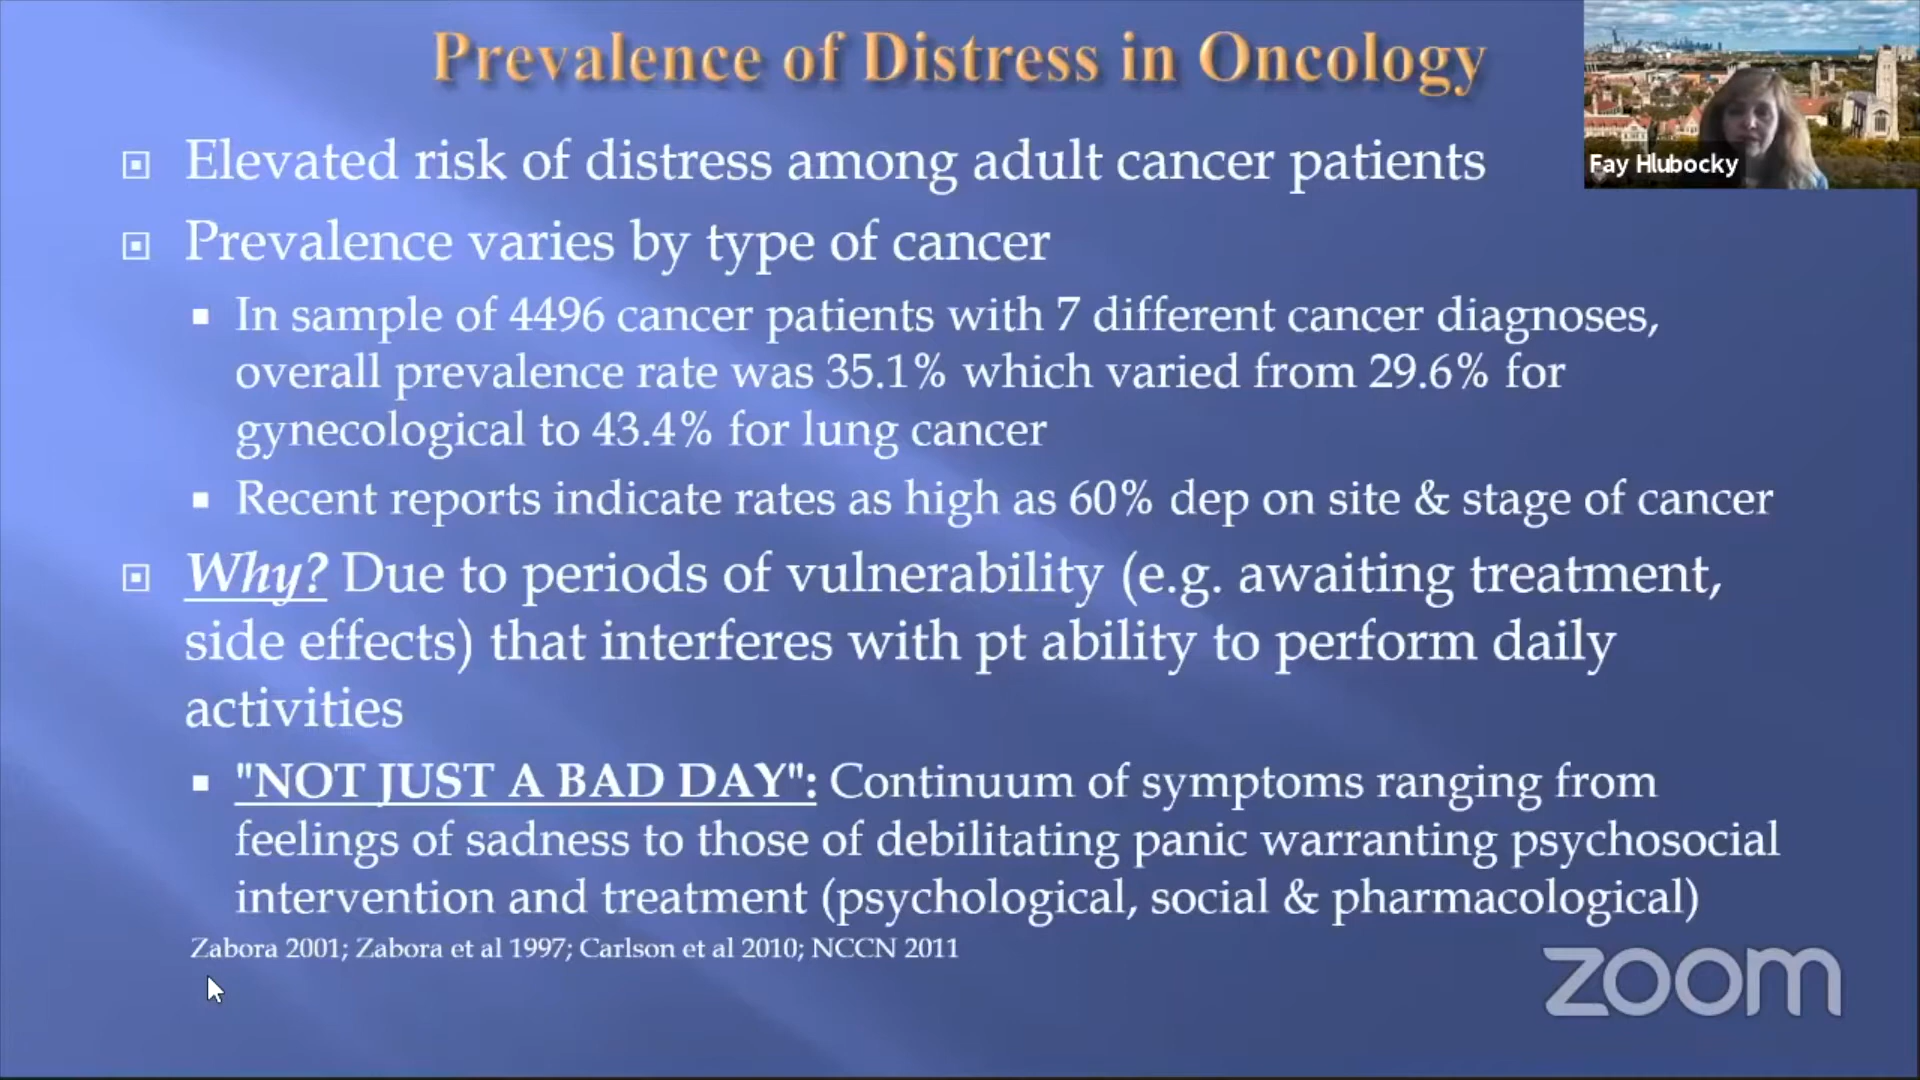 Prevalence of Distress in Oncology
Fay Hlubocky
Elevated risk of distress among adult cancer patients
Prevalence varies by type of cancer
In sample of 4496 cancer patients with 7 different cancer diagnoses,
overall prevalence rate was 35.1% which varied from 29.6% for
gynecological to 43.4% for lung cancer
Recent reports indicate rates as high as 60% dep on site & stage of cancer
Why? Due to periods of vulnerability (e.g. awaiting treatment,
side effects) that interferes with pt ability to perform daily
activities
"NOT JUST A BAD DAY": Continuum of symptoms ranging from
feelings of sadness to those of debilitating panic warranting psychosocial
intervention and treatment (psychological, social & pharmacological)
Zabora 2001; Zabora et al 1997; Carlson et al 2010; NCCN 2011
zoom